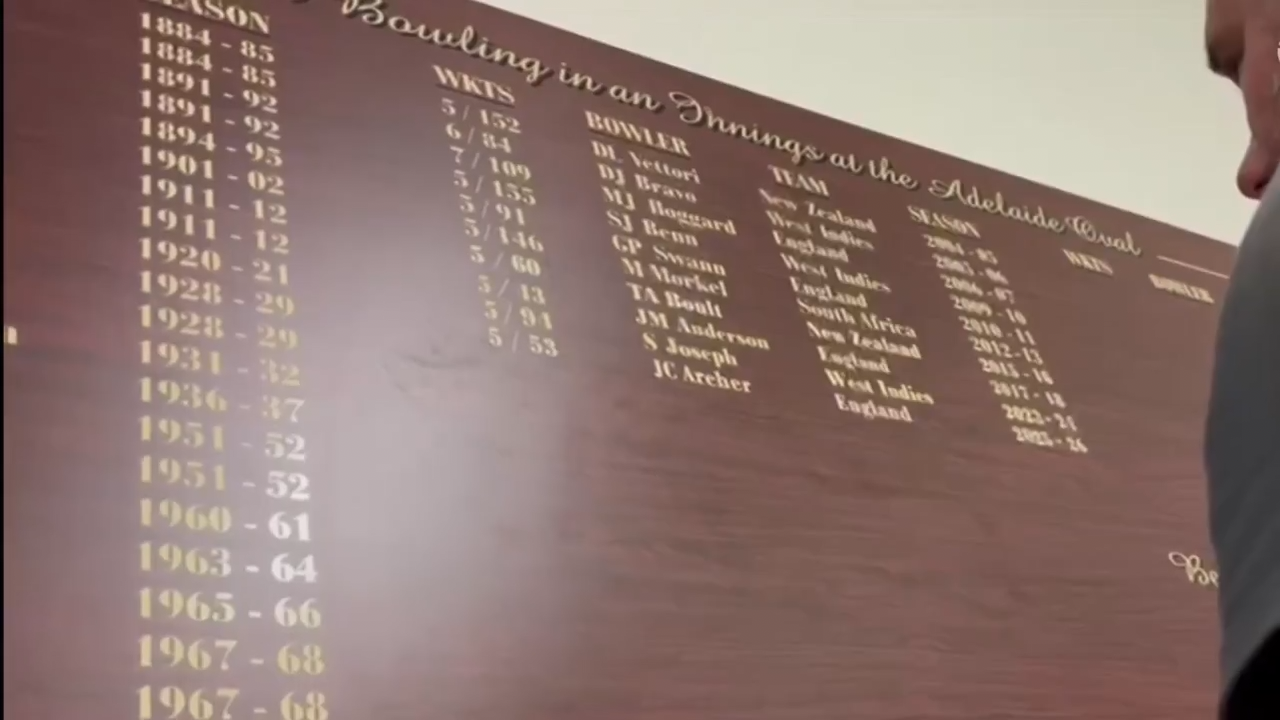 Bowling in an Innings at the Adelaide Oval
SEASON
1884 - 85
1884 - 85
1891 - 92
1891 - 92
1894 - 95
1901 - 02
1911 - 12
1911 - 12
1920 - 21
1928 - 29
1928 - 29
1931 - 32
1936 - 37
1951 - 52
1951 - 52
1960 - 61
1963 - 64
1965 - 66
1967 - 68
1967 - 68
WKTS BOWLER TEAM SEASON
5 / 152 DL Vettori New Zealand 2004 - 05
6 / 84 DJ Bravo West Indies 2005 - 06
7 / 109 MJ Hoggard England 2006 - 07
5 / 155 SJ Benn West Indies 2009 - 10
5 / 91 GP Swann England 2010 - 11
5 / 146 M Morkel South Africa 2012 - 13
5 / 60 TA Boult New Zealand 2015 - 16
5 / 43 JM Anderson England 2017 - 18
5 / 94 S Joseph West Indies 2023 - 24
5 / 53 JC Archer England 2025 - 26
WKTS BOWLER
Be